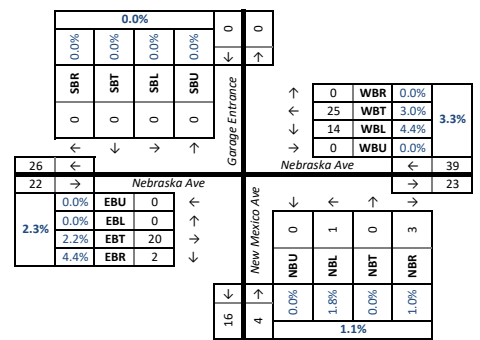 0.0%
0.0% 0.0% 0.0% 0.0% 0 0
SBR SBT SBL SBU ↓ ↑
0 0 0 0 Garage Entrance
← ↓ → ↑
↑ 0 WBR 0.0%
← 25 WBT 3.0% 3.3%
↓ 14 WBL 4.4%
→ 0 WBU 0.0%
26 ← Nebraska Ave ← 39
22 → Nebraska Ave → 23
2.3% 0.0% EBU 0 ←
0.0% EBL 0 ↑
2.2% EBT 20 →
4.4% EBR 2 ↓
New Mexico Ave
↓ ← ↑ →
0 1 0 3
NBU NBL NBT NBR
↓ ↑ 0.0% 1.8% 0.0% 1.0%
16 4 1.1%